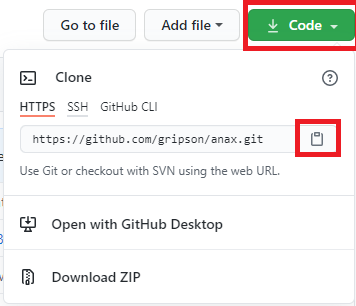 Go to file
Add file
Code
Clone
HTTPS SSH GitHub CLI
https://github.com/gripson/anax.git
Use Git or checkout with SVN using the web URL.
Open with GitHub Desktop
Download ZIP